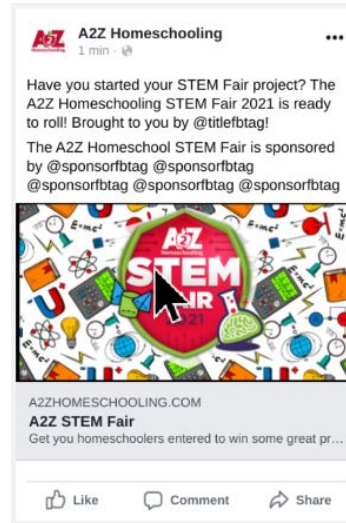 A2Z Homeschooling
1 min ·
Have you started your STEM Fair project? The
A2Z Homeschooling STEM Fair 2021 is ready
to roll! Brought to you by @titlefbtag!
The A2Z Homeschool STEM Fair is sponsored
by @sponsorfbtag @sponsorfbtag
@sponsorfbtag @sponsorfbtag @sponsorfbtag
A2Z
Homeschooling
STEM
2021
A2ZHOMESCHOOLING.COM
A2Z STEM Fair
Get you homeschoolers entered to win some great pr...
Like
Comment
Share